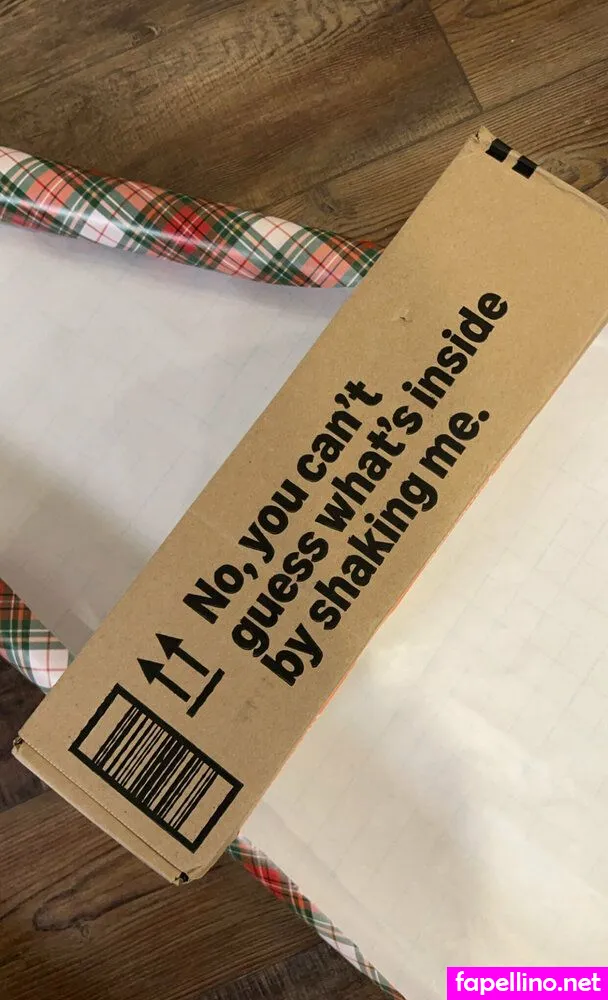 No, you can't
guess what's inside
by shaking me.
fapellino.net